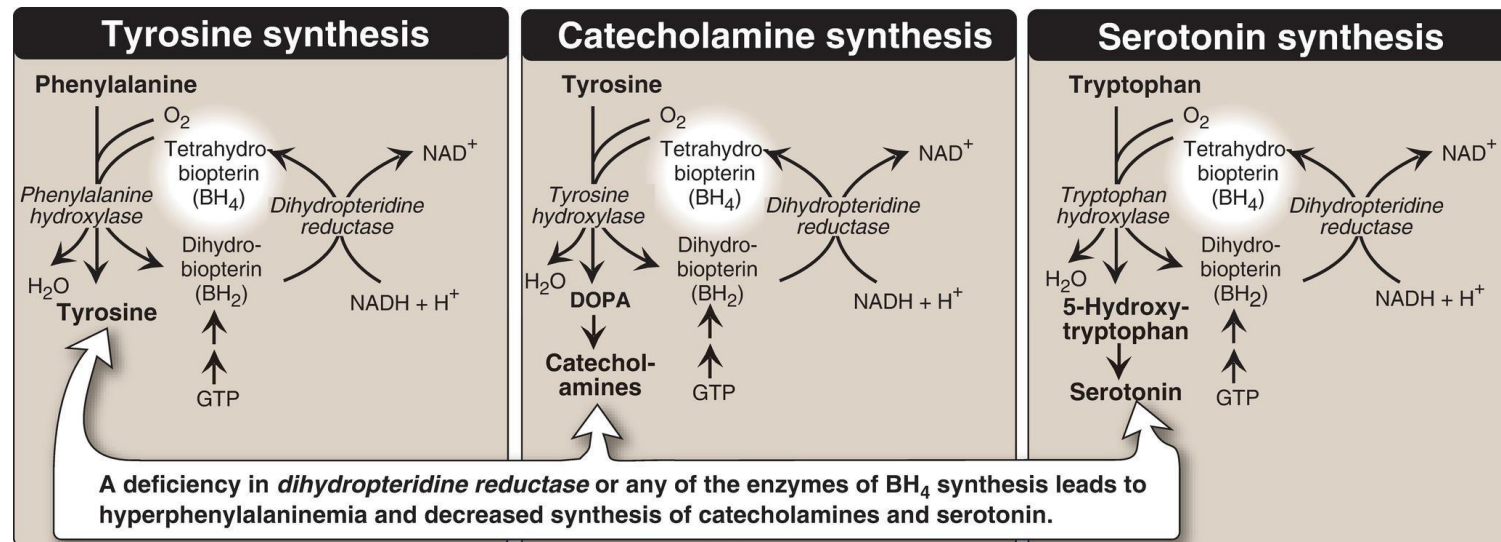 Tyrosine synthesis
Phenylalanine
O2
Tetrahydro-
biopterin
(BH4)
NAD+
Phenylalanine
hydroxylase
Dihydropteridine
reductase
Dihydro-
biopterin
(BH2)
H2O
NADH + H+
Tyrosine
GTP
Catecholamine synthesis
Tyrosine
O2
Tetrahydro-
biopterin
(BH4)
NAD+
Tyrosine
hydroxylase
Dihydropteridine
reductase
Dihydro-
biopterin
(BH2)
H2O
NADH + H+
DOPA
Catechol-
amines
GTP
Serotonin synthesis
Tryptophan
O2
Tetrahydro-
biopterin
(BH4)
NAD+
Tryptophan
hydroxylase
Dihydropteridine
reductase
Dihydro-
biopterin
(BH2)
H2O
NADH + H+
5-Hydroxy-
tryptophan
Serotonin
GTP
A deficiency in dihydropteridine reductase or any of the enzymes of BH4 synthesis leads to
hyperphenylalaninemia and decreased synthesis of catecholamines and serotonin.